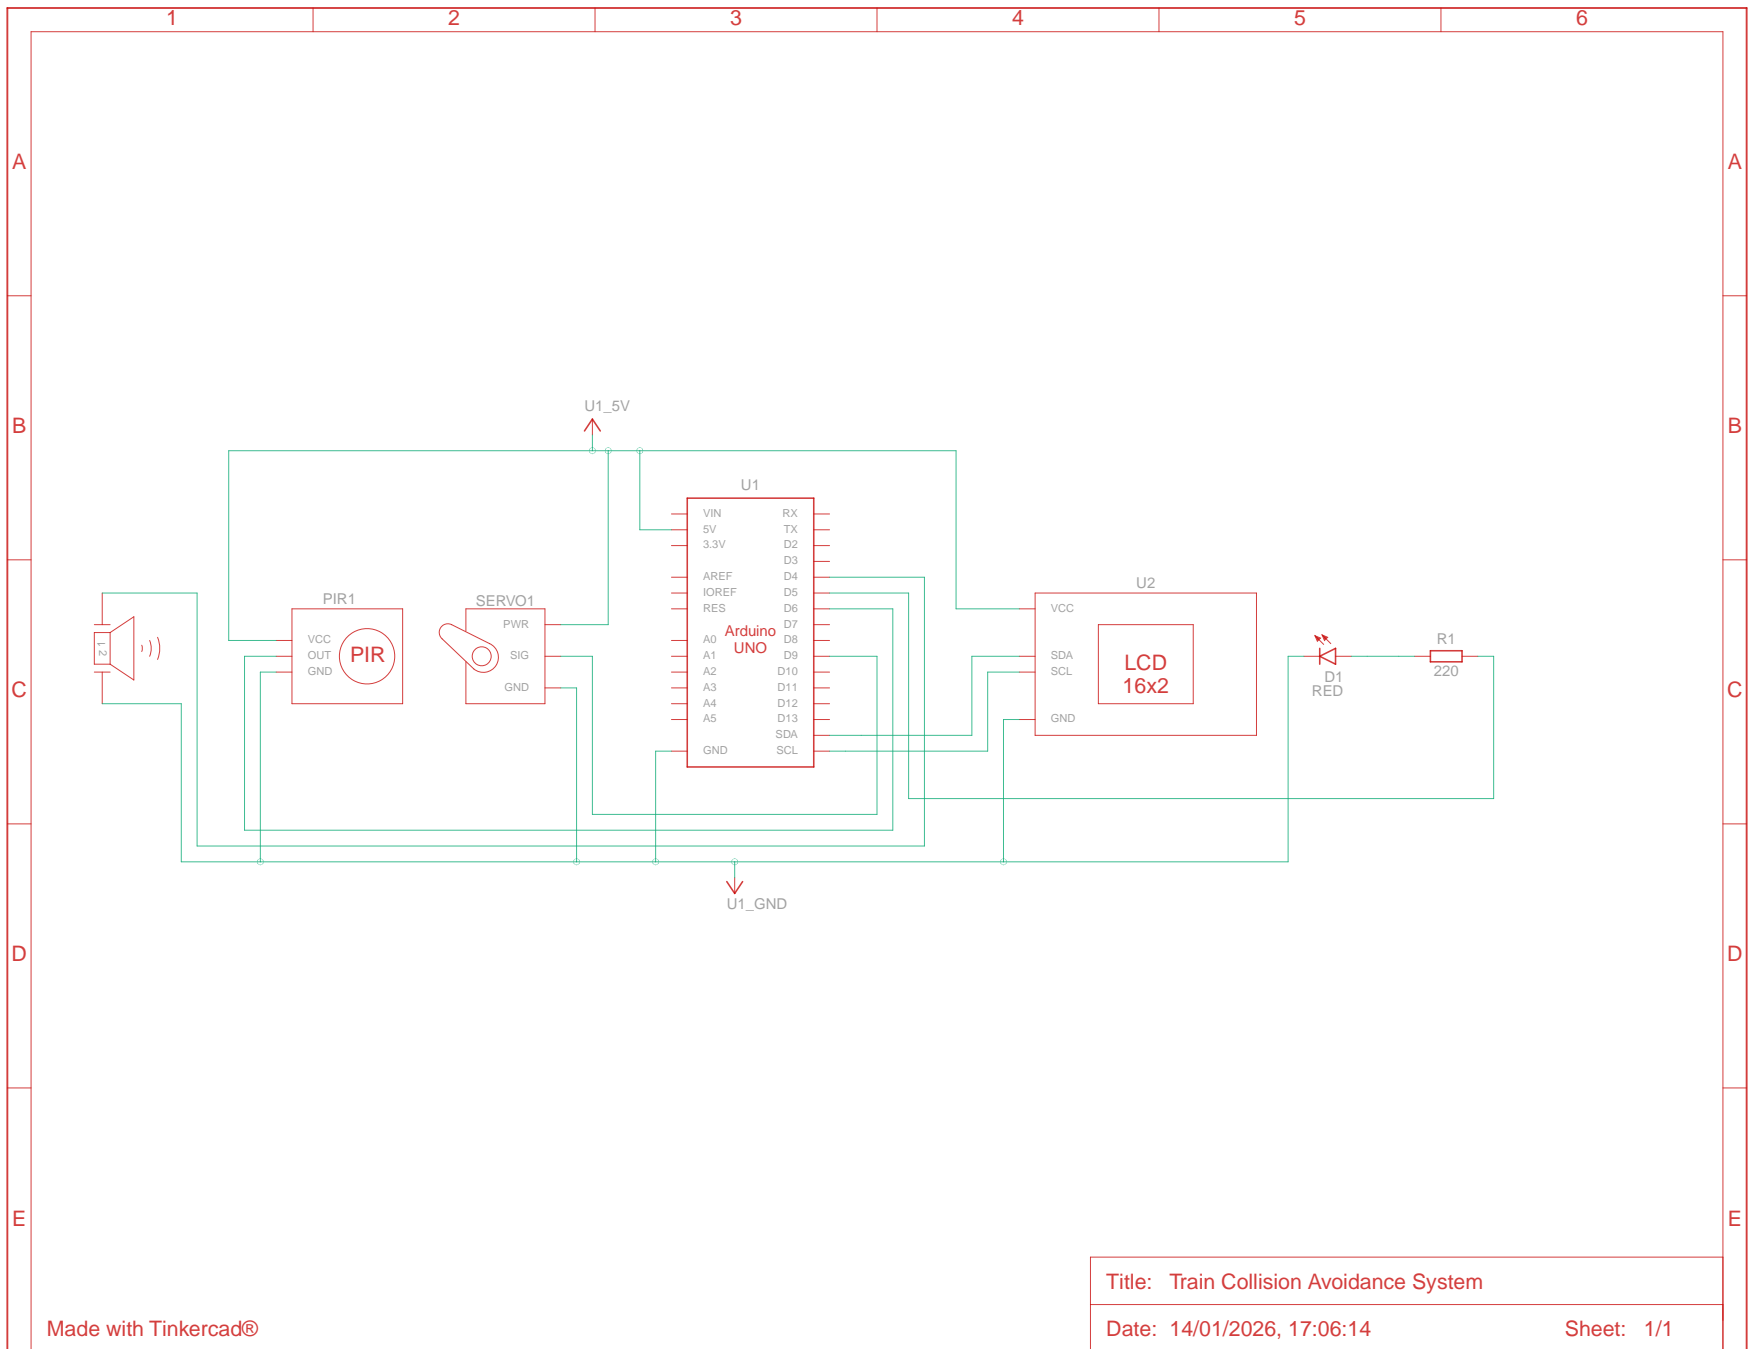 1 2 3 4 5 6
A A
B B
C C
D D
E E
U1_5V
U1
VIN RX
5V TX
3.3V D2
D3
AREF D4
IOREF D5
RES D6
D7
A0 D8
A1 D9
A2 D10
A3 D11
A4 D12
A5 D13
SDA
GND SCL
Arduino
UNO
1 2
PIR1
VCC
OUT
GND
PIR
SERVO1
PWR
SIG
GND
U2
VCC
SDA
SCL
GND
LCD
16x2
D1
RED
R1
220
U1_GND
Title: Train Collision Avoidance System
Made with Tinkercad®
Date: 14/01/2026, 17:06:14 Sheet: 1/1